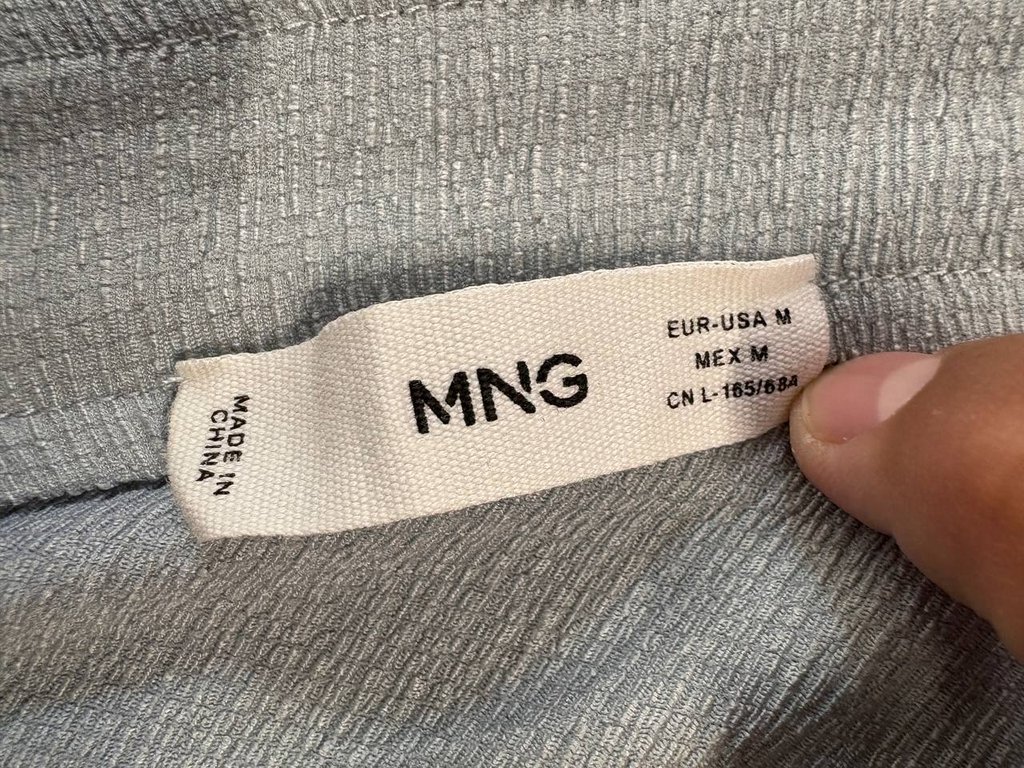 MADE IN
CHINA
MNG
EUR-USA M
MEX M
CN L-165/68A